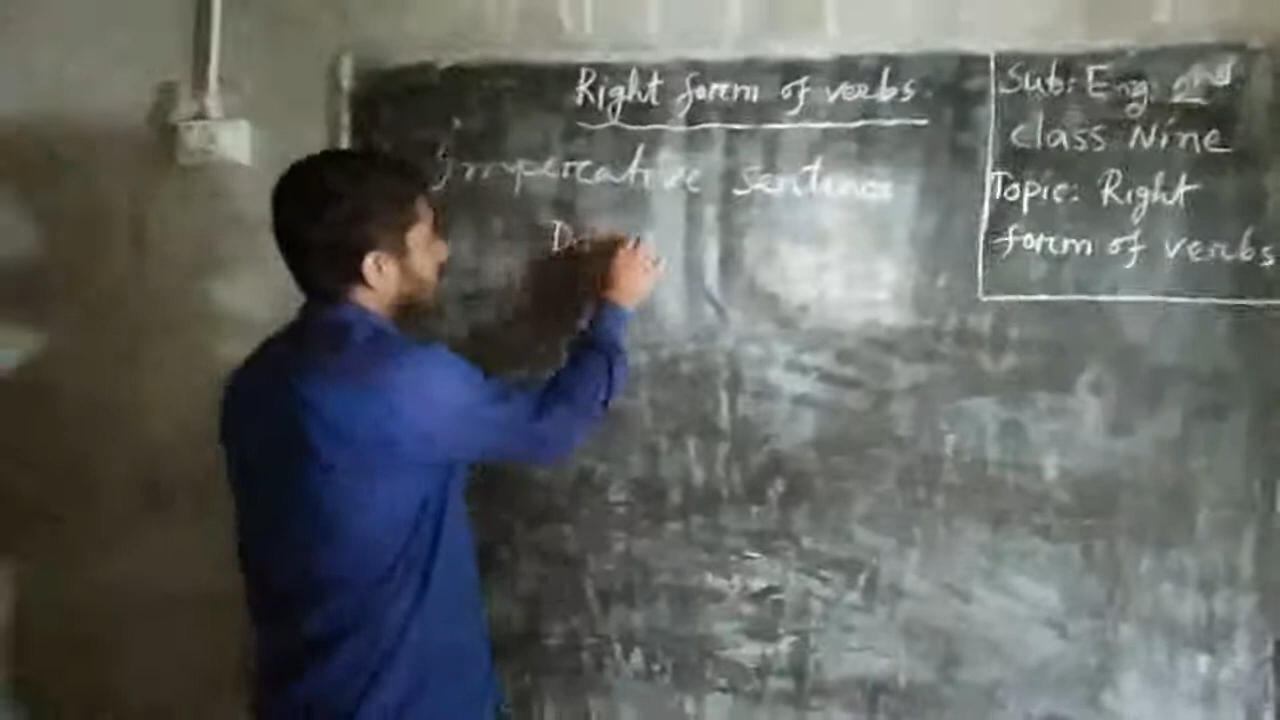 Right form of verbs
Imperative sentence
Sub: Eng. 2nd
Class Nine
Topic: Right
form of verbs